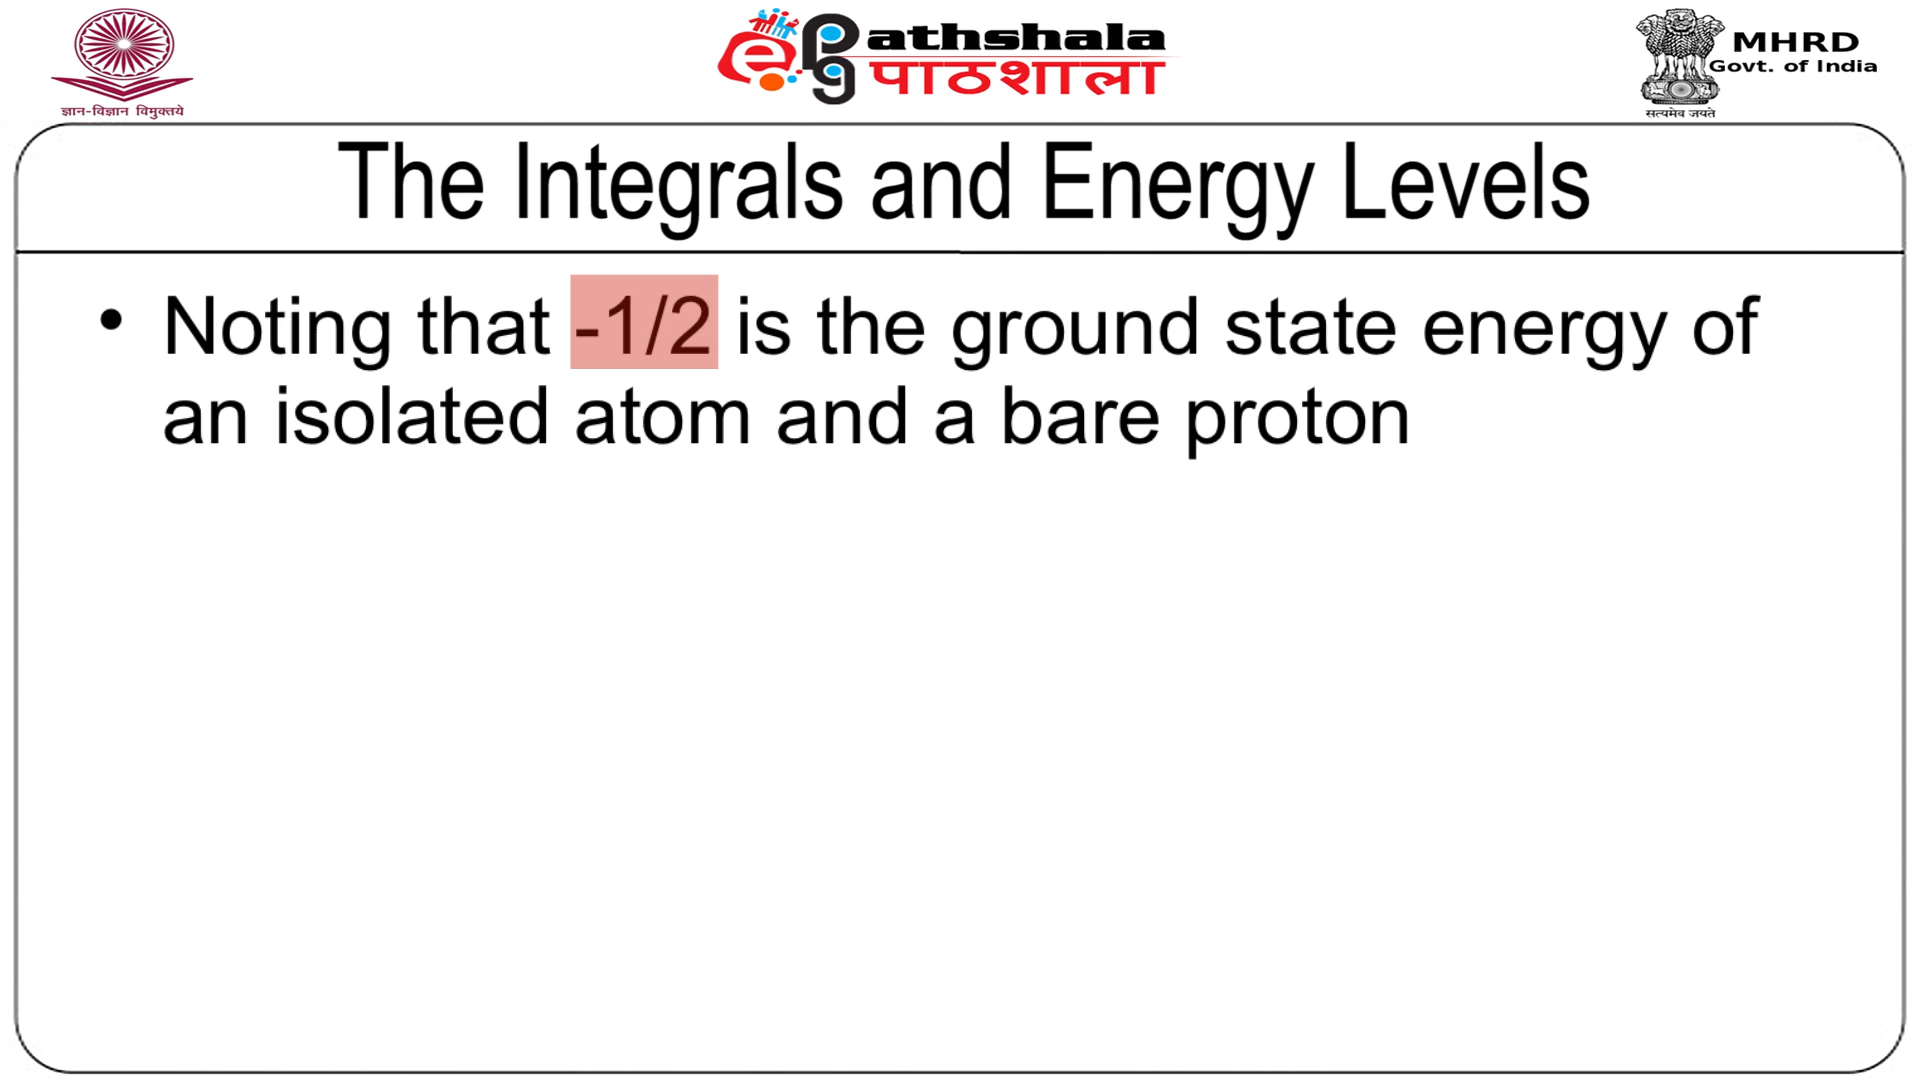 ज्ञान-विज्ञान विमुक्तये
e PG athshala
पाठशाला
MHRD
Govt. of India
सत्यमेव जयते
The Integrals and Energy Levels
• Noting that -1/2 is the ground state energy of
an isolated atom and a bare proton